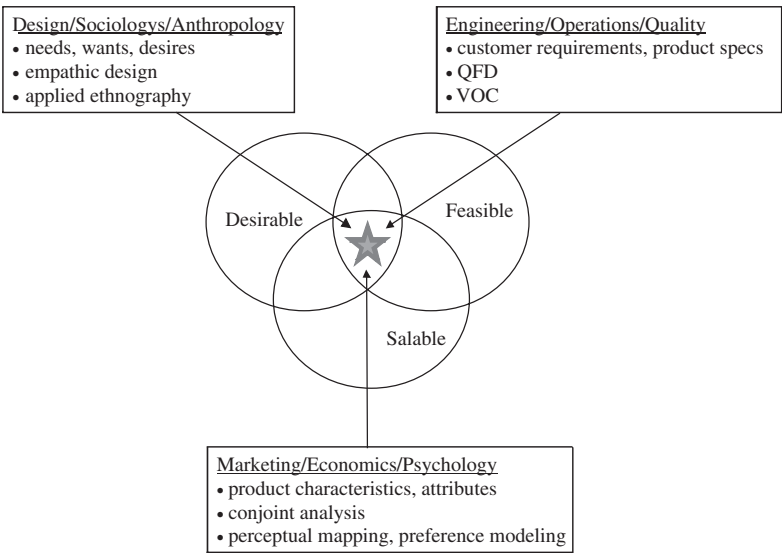 Design/Sociologys/Anthropology
• needs, wants, desires
• empathic design
• applied ethnography
Engineering/Operations/Quality
• customer requirements, product specs
• QFD
• VOC
Desirable
Feasible
Salable
Marketing/Economics/Psychology
• product characteristics, attributes
• conjoint analysis
• perceptual mapping, preference modeling